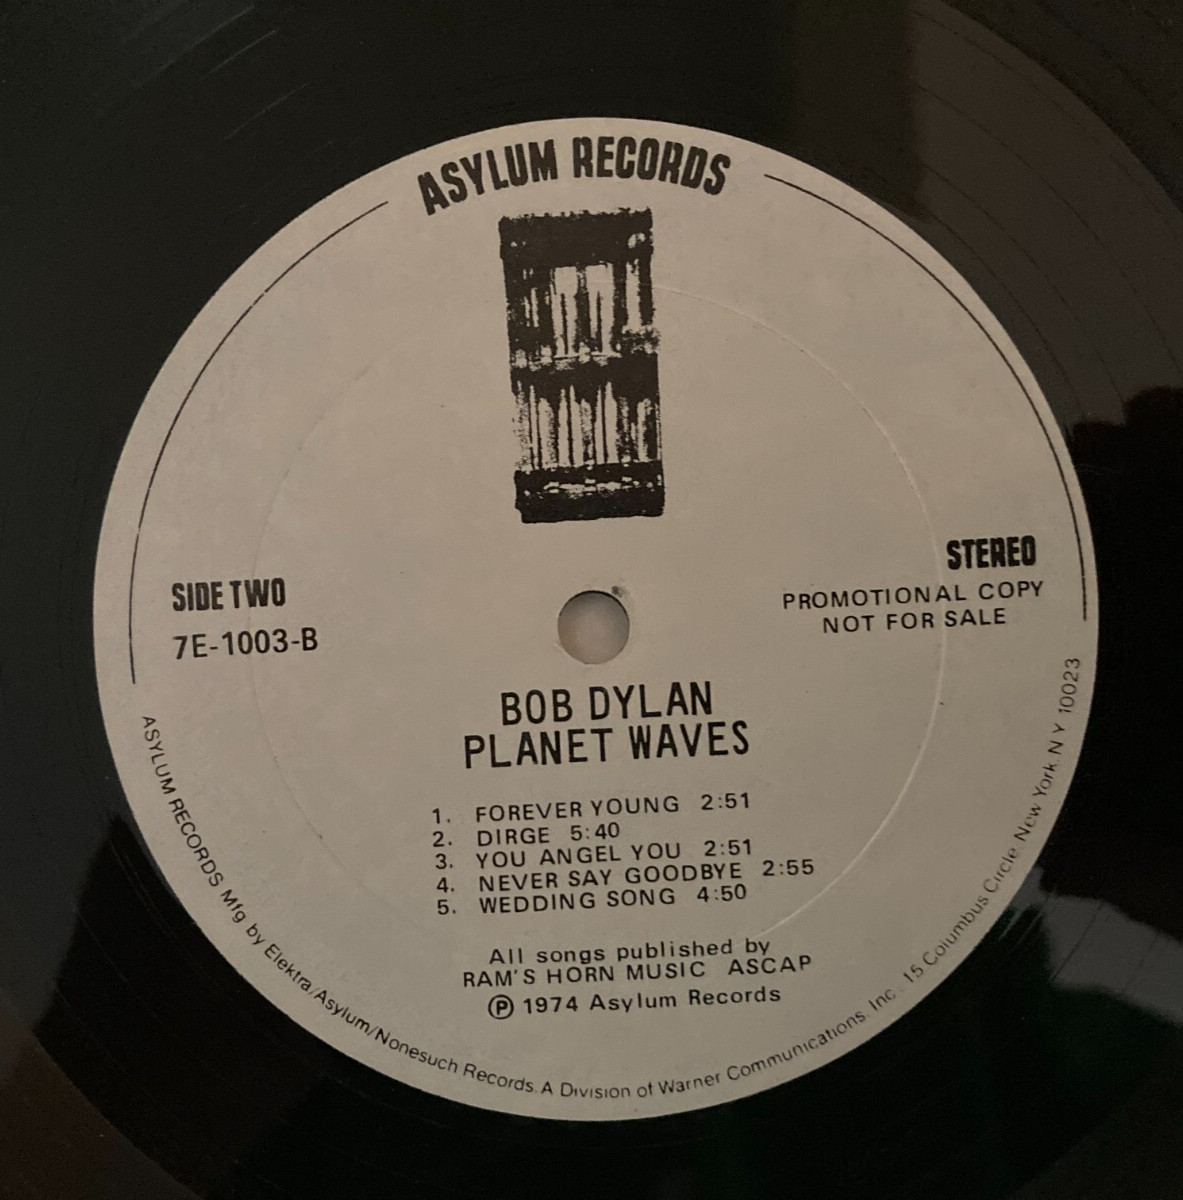 ASYLUM RECORDS
STEREO
SIDE TWO
PROMOTIONAL COPY
7E-1003-B
NOT FOR SALE
BOB DYLAN
PLANET WAVES
1. FOREVER YOUNG 2:51
2. DIRGE 5:40
3. YOU ANGEL YOU 2:51
4. NEVER SAY GOODBYE 2:55
5. WEDDING SONG 4:50
All songs published by
RAM'S HORN MUSIC ASCAP
Ⓟ 1974 Asylum Records
ASYLUM RECORDS Mfg by Elektra/Asylum/Nonesuch Records. A Division of Warner Communications. Inc. 15 Columbus Circle. New York. N Y 10023